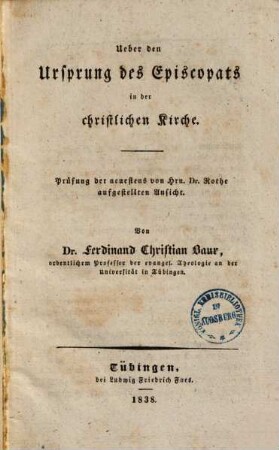 Ueber den
Ursprung des Episcopats
in der
christlichen Kirche.
Prüfung der neuestens von Hrn. Dr. Rothe
aufgestellten Ansicht.
Von
Dr. Ferdinand Christian Baur,
ordentlichem Professor der evangel. Theologie an der
Universität in Tübingen.
Tübingen,
bei Ludwig Friedrich Fues.
1838.